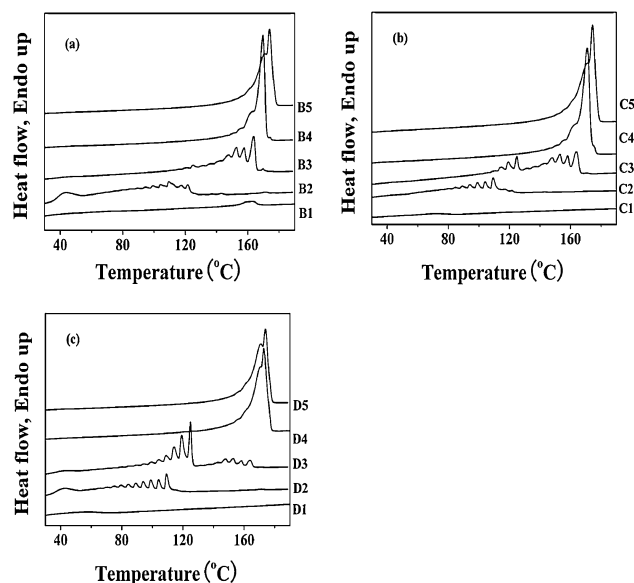 (a)
Heat flow, Endo up
B5
B4
B3
B2
B1
40 80 120 160
Temperature(°C)
(b)
Heat flow, Endo up
C5
C4
C3
C2
C1
40 80 120 160
Temperature(°C)
(c)
Heat flow, Endo up
D5
D4
D3
D2
D1
40 80 120 160
Temperature(°C)